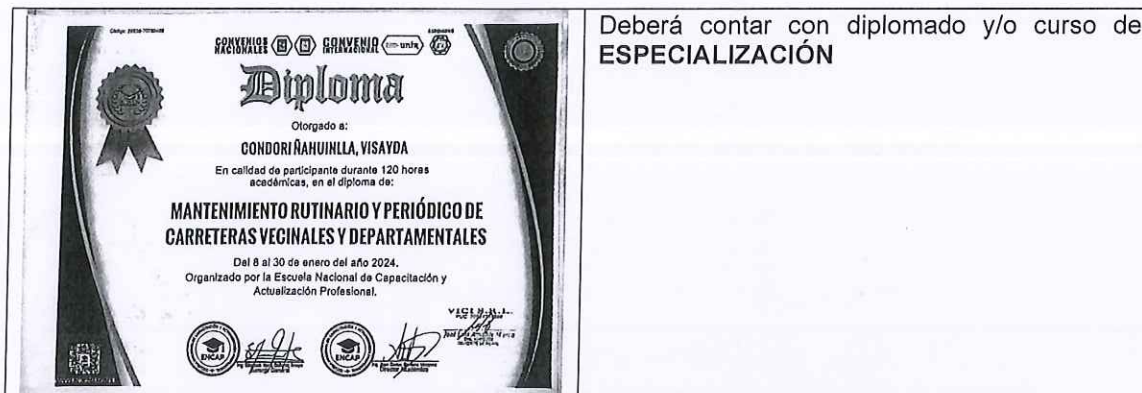 CONVENIOS NACIONALES CONVENIO INTERNACIONAL
Diploma
Otorgado a:
CONDORI ÑAHUINLLA, VISAYDA
En calidad de participante durante 120 horas
académicas, en el diploma de:
MANTENIMIENTO RUTINARIO Y PERIÓDICO DE
CARRETERAS VECINALES Y DEPARTAMENTALES
Del 8 al 30 de enero del año 2024.
Organizado por la Escuela Nacional de Capacitación y
Actualización Profesional.
ENCAP
ENCAP
Deberá contar con diplomado y/o curso de
ESPECIALIZACIÓN